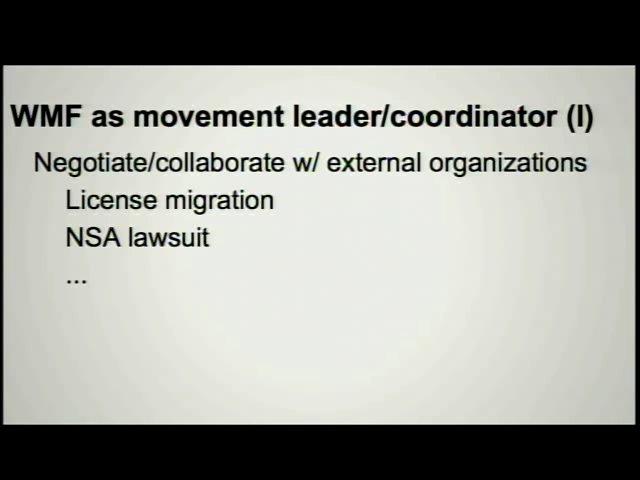 WMF as movement leader/coordinator (I)
Negotiate/collaborate w/ external organizations
License migration
NSA lawsuit
...